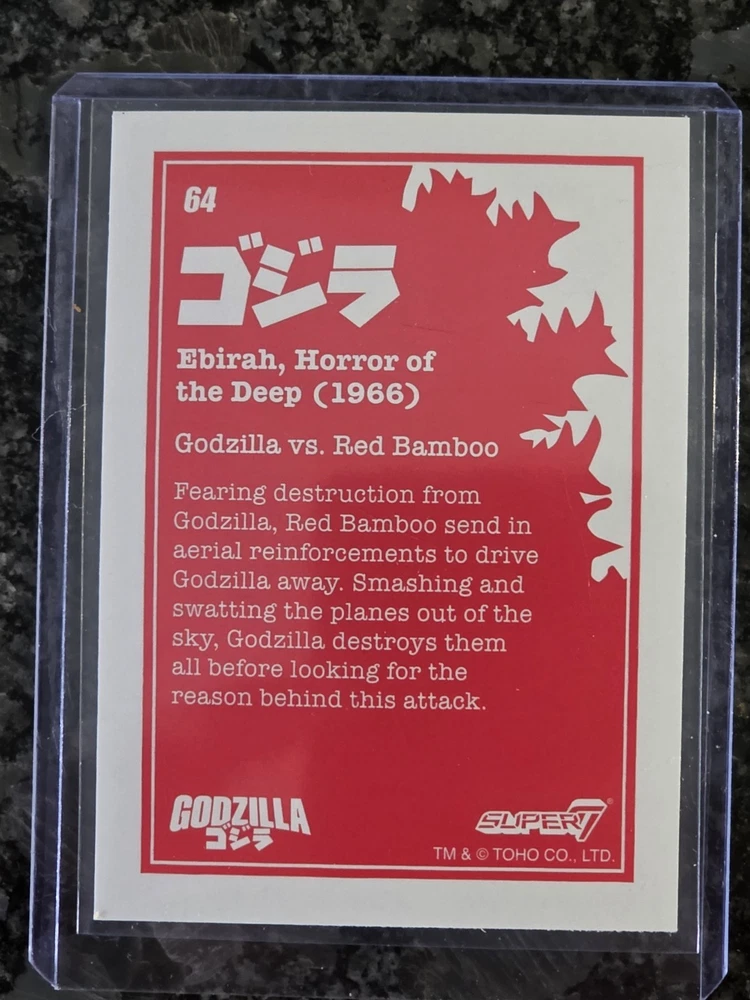 64
ゴジラ
Ebirah, Horror of
the Deep (1966)
Godzilla vs. Red Bamboo
Fearing destruction from
Godzilla, Red Bamboo send in
aerial reinforcements to drive
Godzilla away. Smashing and
swatting the planes out of the
sky, Godzilla destroys them
all before looking for the
reason behind this attack.
GODZILLA
ゴジラ
SUPER7®
TM & © TOHO CO., LTD.